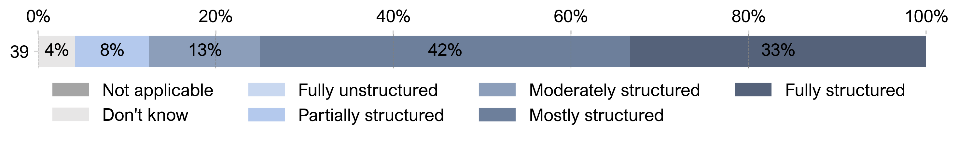 0% 20% 40% 60% 80% 100%
39 4% 8% 13% 42% 33%
Not applicable Fully unstructured Moderately structured Fully structured
Don't know Partially structured Mostly structured